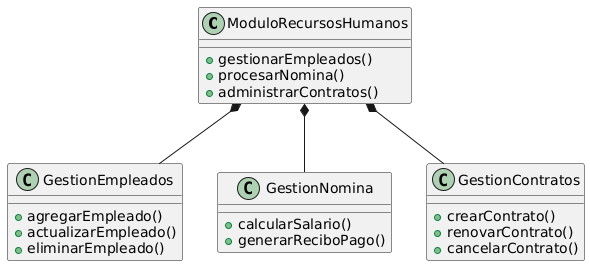 C ModuloRecursosHumanos
+ gestionarEmpleados()
+ procesarNomina()
+ administrarContratos()
C GestionEmpleados
agregarEmpleado()
actualizarEmpleado()
eliminarEmpleado()
C GestionNomina
calcularSalario()
generarReciboPago()
C GestionContratos
crearContrato()
renovarContrato()
cancelarContrato()